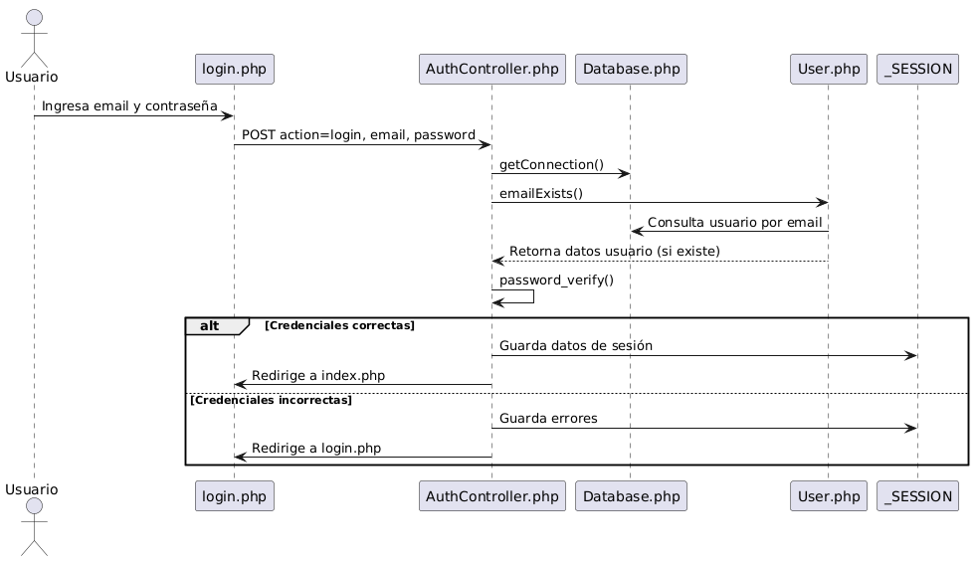 Usuario
login.php
AuthController.php
Database.php
User.php
_SESSION
Ingresa email y contraseña
POST action=login, email, password
getConnection()
emailExists()
Consulta usuario por email
Retorna datos usuario (si existe)
password_verify()
alt
[Credenciales correctas]
Guarda datos de sesión
Redirige a index.php
[Credenciales incorrectas]
Guarda errores
Redirige a login.php
Usuario
login.php
AuthController.php
Database.php
User.php
_SESSION